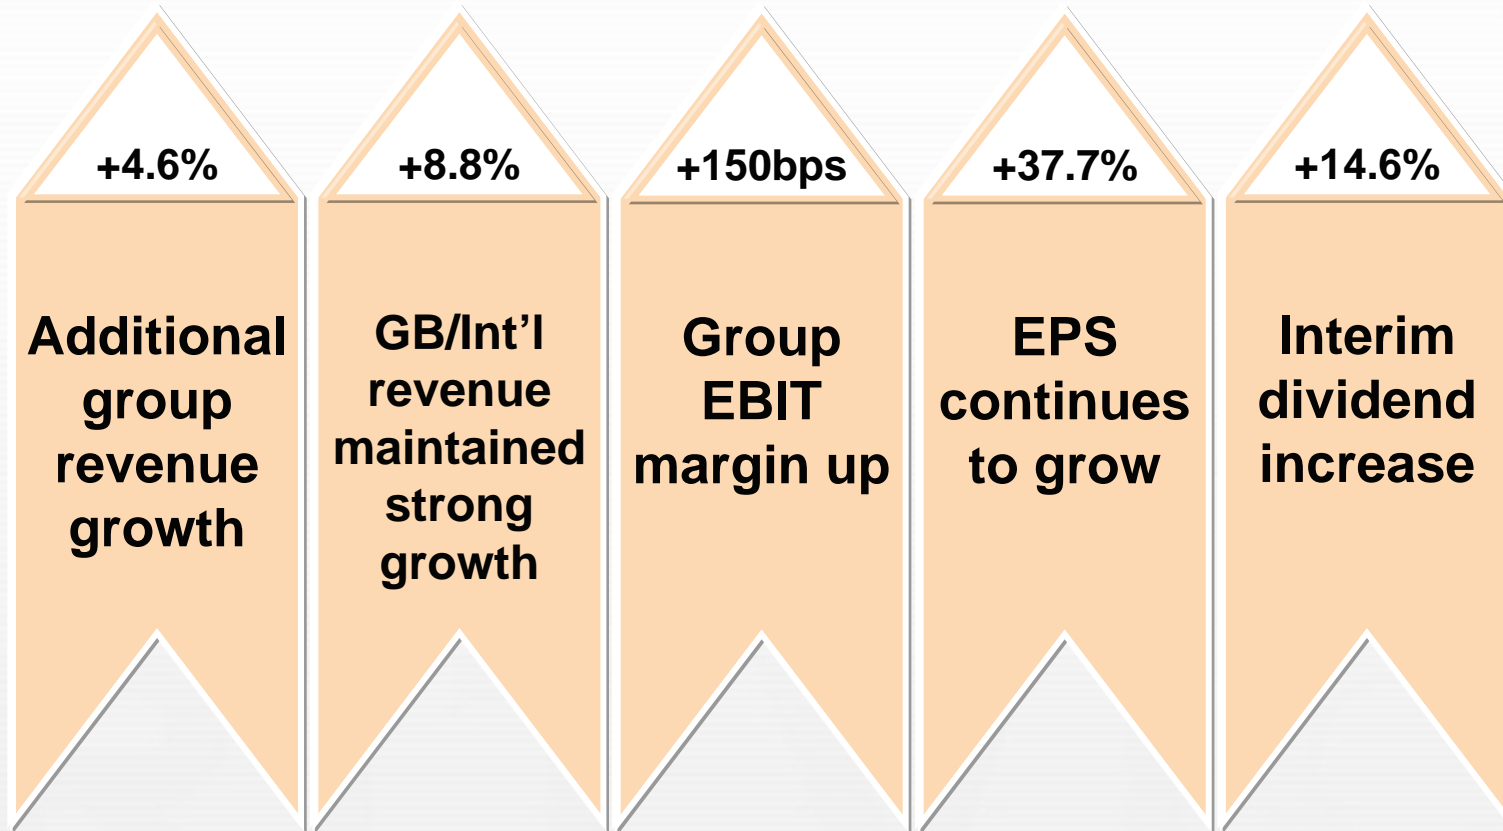 +4.6%
Additional
group
revenue
growth
+8.8%
GB/Int’l
revenue
maintained
strong
growth
+150bps
Group
EBIT
margin up
+37.7%
EPS
continues
to grow
+14.6%
Interim
dividend
increase